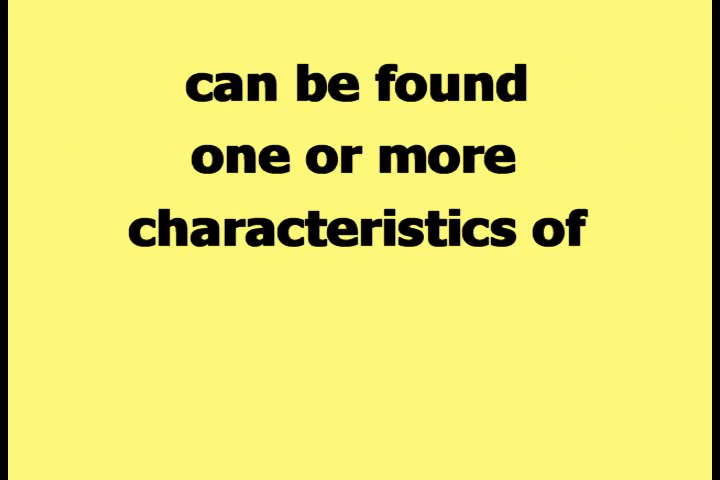 can be found
one or more
characteristics of